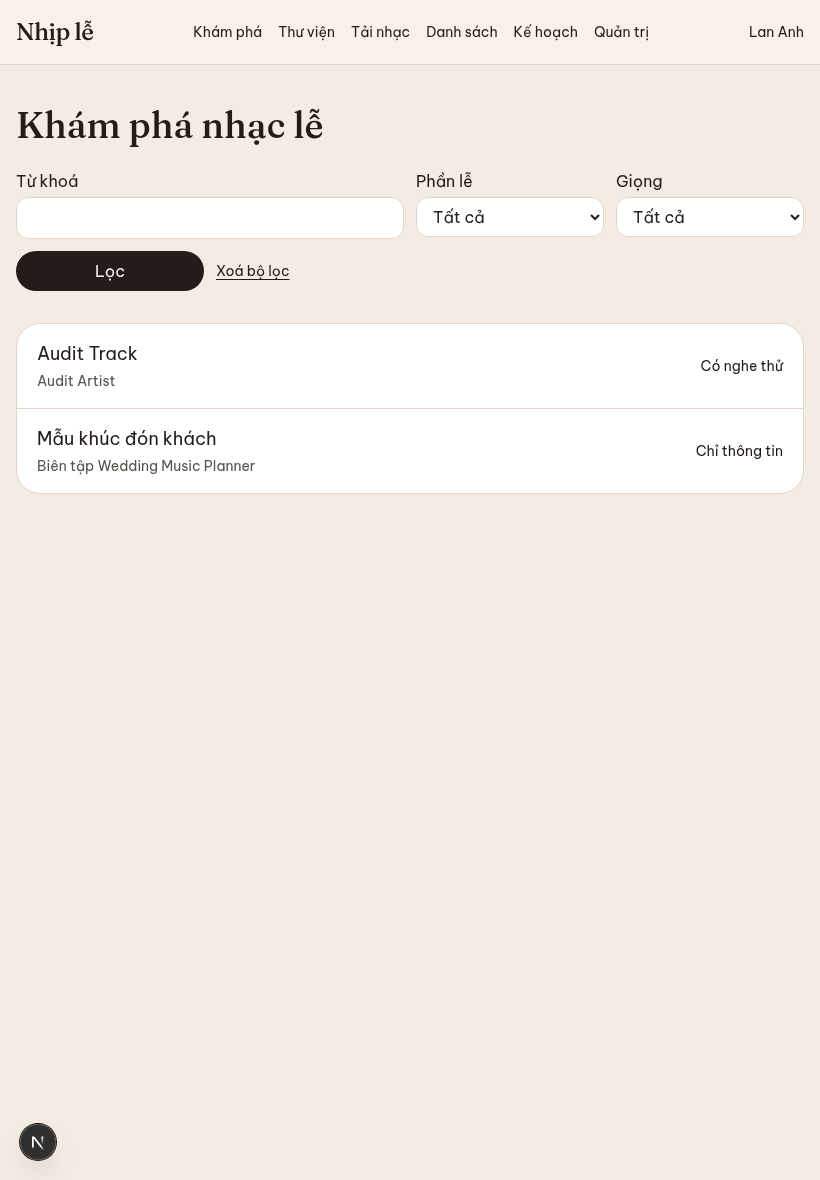 Nhịp lễ
Khám phá Thư viện Tải nhạc Danh sách Kế hoạch Quản trị
Lan Anh
Khám phá nhạc lễ
Từ khoá Phần lễ Giọng
Tất cả Tất cả
Lọc Xoá bộ lọc
Audit Track
Audit Artist
Có nghe thử
Mẫu khúc đón khách
Biên tập Wedding Music Planner
Chỉ thông tin
N